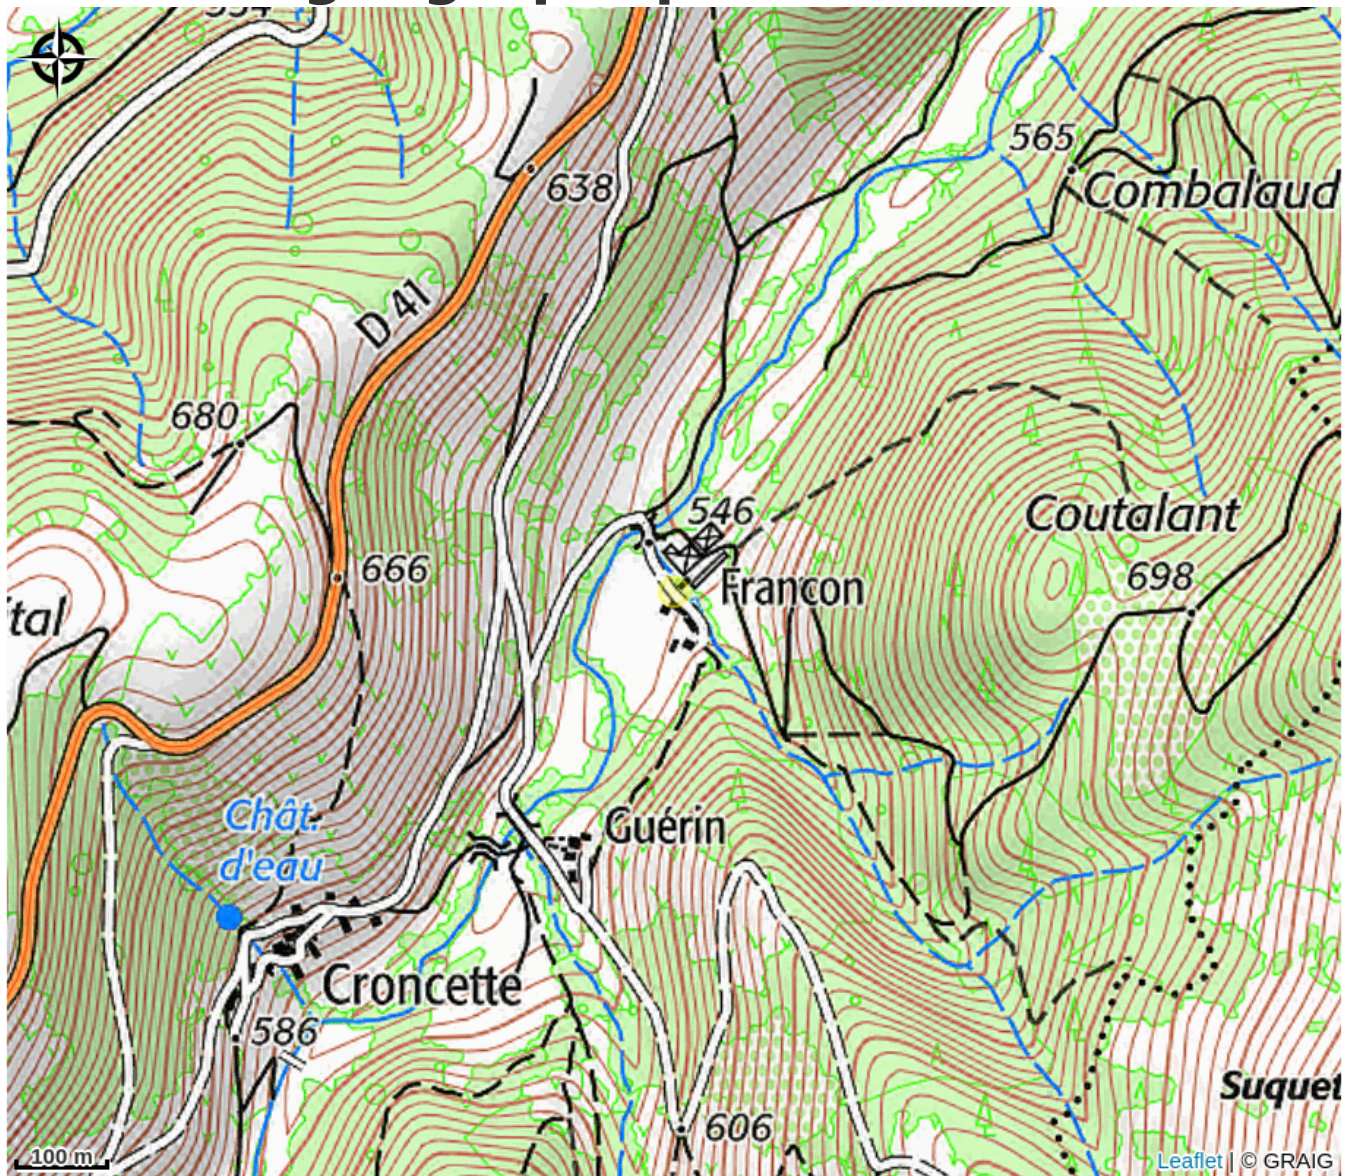 565
Combalaud
638
D 41
680
546
Coutalant
666
Francon
698
tal
Chât.
d'eau
Guérin
Croncette
586
Suquet
606
100 m
Leaflet | © GRAIG